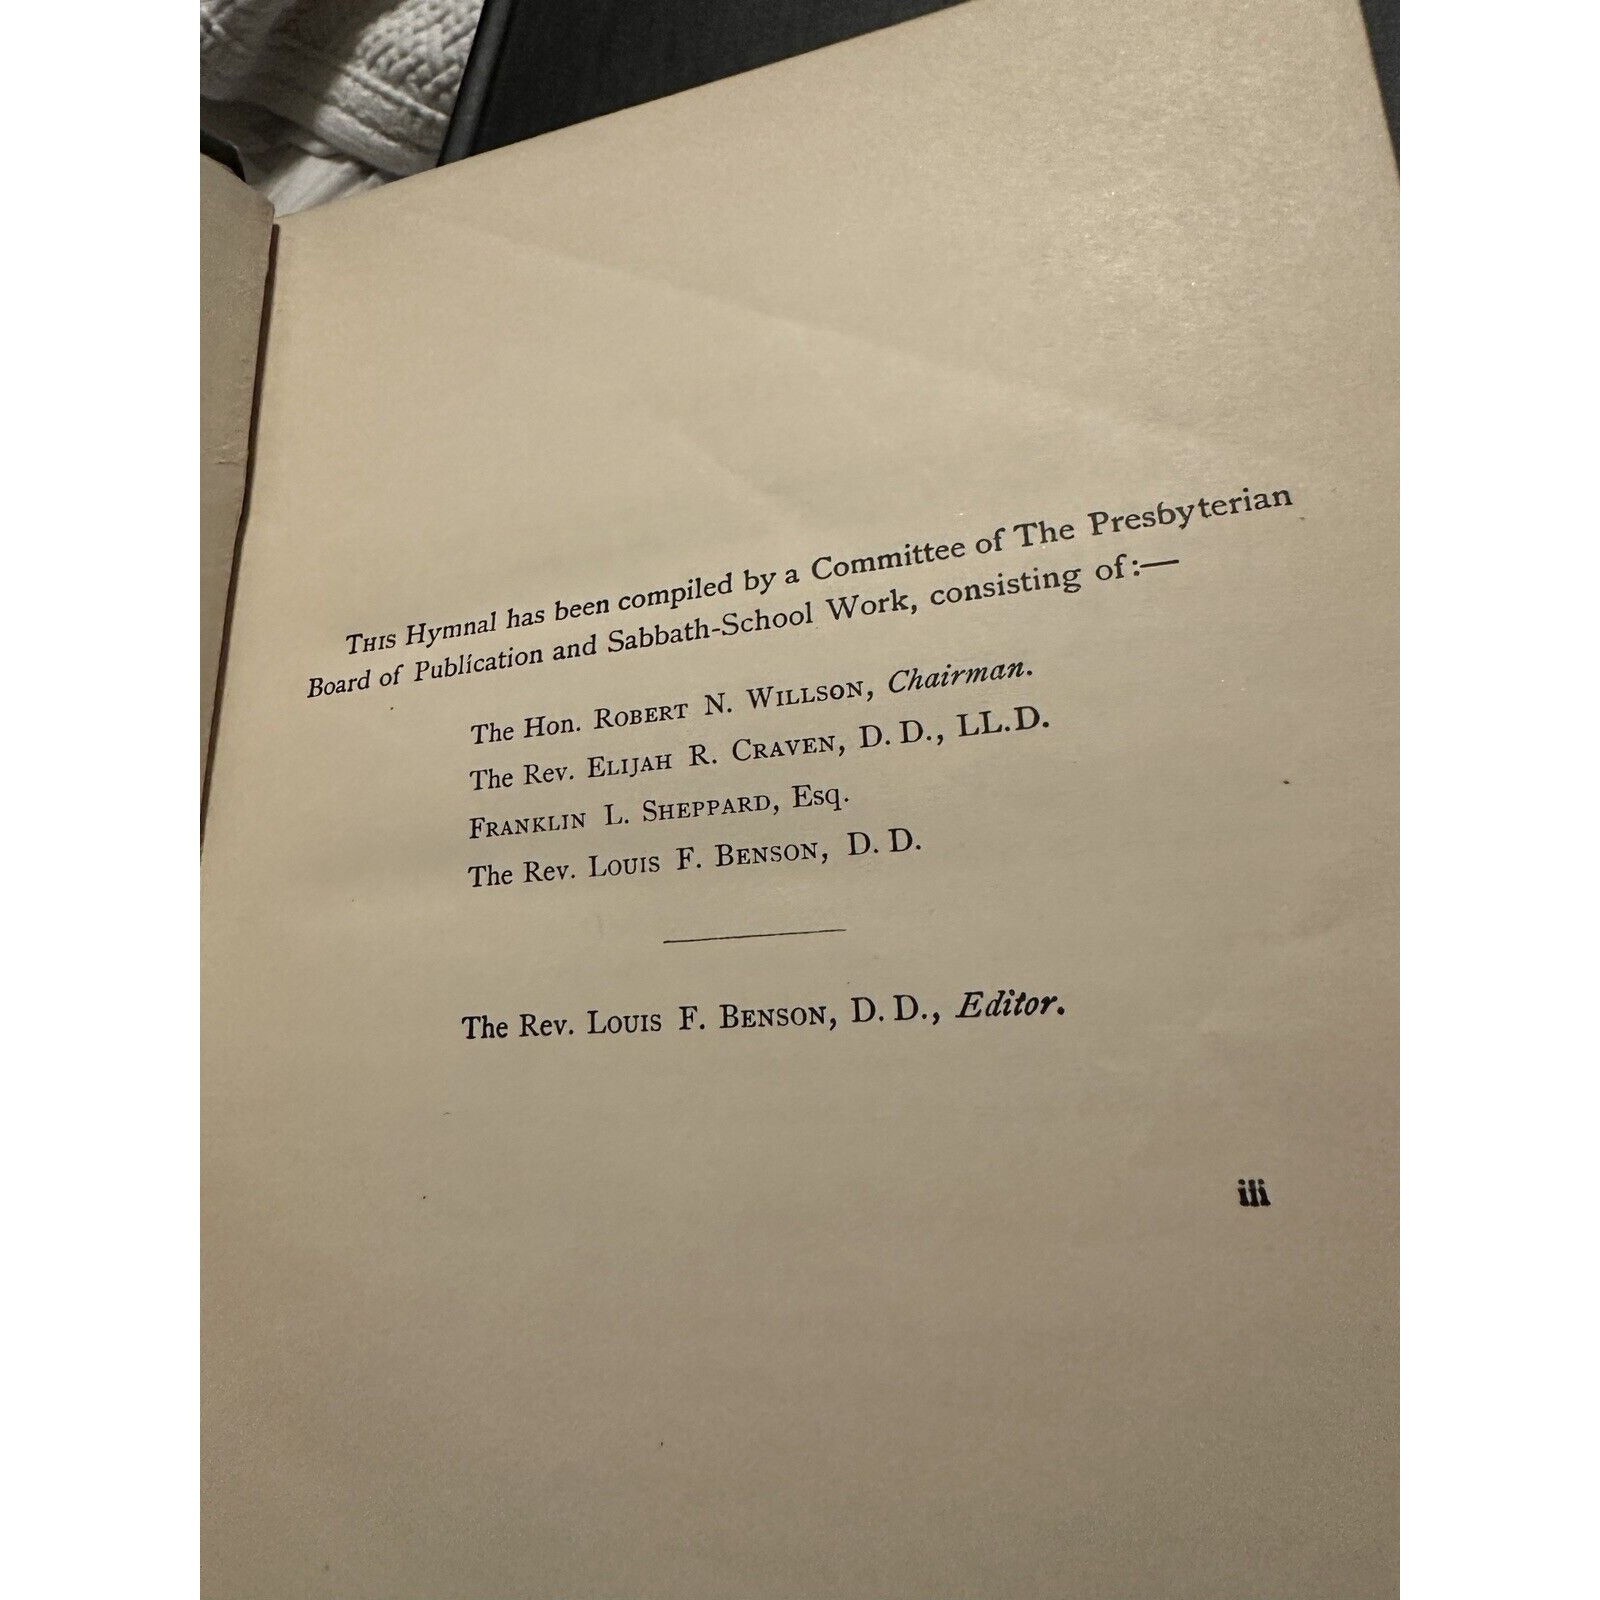 THIS Hymnal has been compiled by a Committee of The Presbyterian
Board of Publication and Sabbath-School Work, consisting of:—
The Hon. ROBERT N. WILLSON, Chairman.
The Rev. ELIJAH R. CRAVEN, D. D., LL.D.
FRANKLIN L. SHEPPARD, Esq.
The Rev. LOUIS F. BENSON, D. D.
The Rev. LOUIS F. BENSON, D. D., Editor.
iii